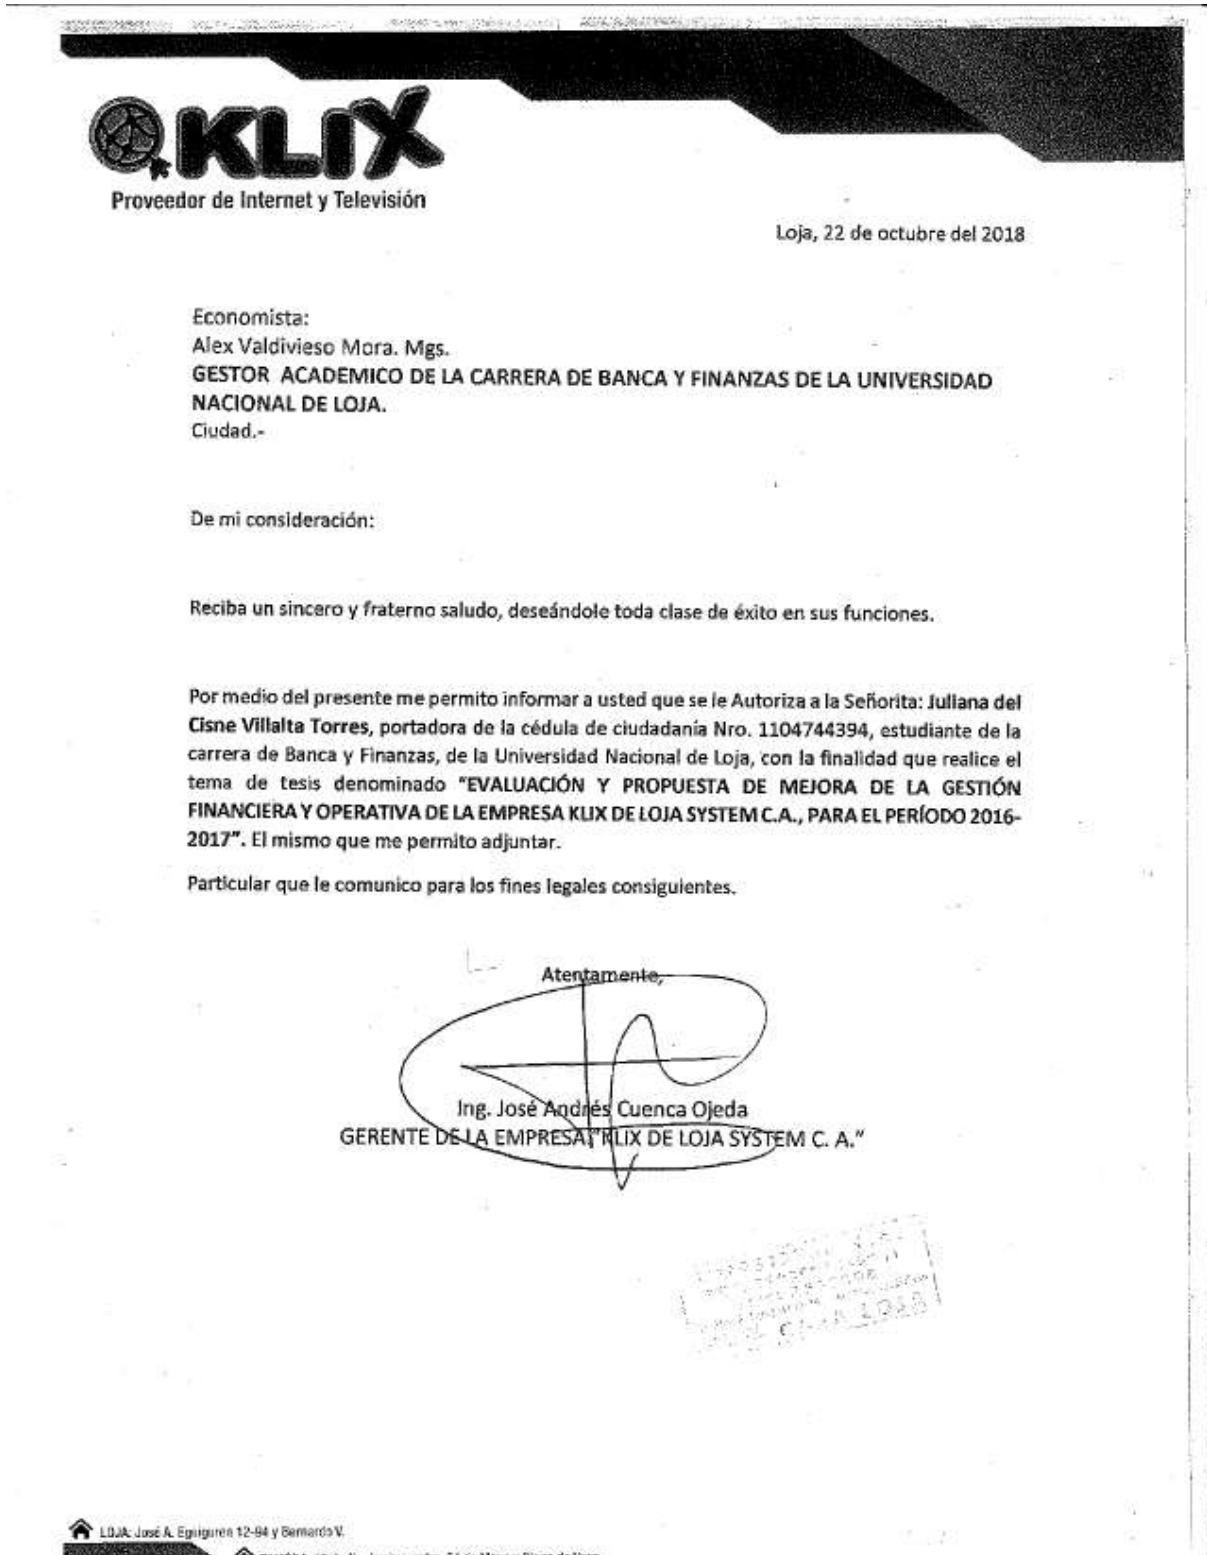 KLIX
Proveedor de Internet y Televisión
Loja, 22 de octubre del 2018
Economista:
Alex Valdivieso Mora. Mgs.
GESTOR ACADEMICO DE LA CARRERA DE BANCA Y FINANZAS DE LA UNIVERSIDAD
NACIONAL DE LOJA.
Ciudad.-
De mi consideración:
Reciba un sincero y fraterno saludo, deseándole toda clase de éxito en sus funciones.
Por medio del presente me permito informar a usted que se le Autoriza a la Señorita: Juliana del
Cisne Villalta Torres, portadora de la cédula de ciudadanía Nro. 1104744394, estudiante de la
carrera de Banca y Finanzas, de la Universidad Nacional de Loja, con la finalidad que realice el
tema de tesis denominado "EVALUACIÓN Y PROPUESTA DE MEJORA DE LA GESTIÓN
FINANCIERA Y OPERATIVA DE LA EMPRESA KLIX DE LOJA SYSTEM C.A., PARA EL PERÍODO 2016-
2017". El mismo que me permito adjuntar.
Particular que le comunico para los fines legales consiguientes.
Atentamente,
Ing. José Andrés Cuenca Ojeda
GERENTE DE LA EMPRESA "KLIX DE LOJA SYSTEM C. A."
LOJA: José A. Eguiguren 12-94 y Bernardo V.